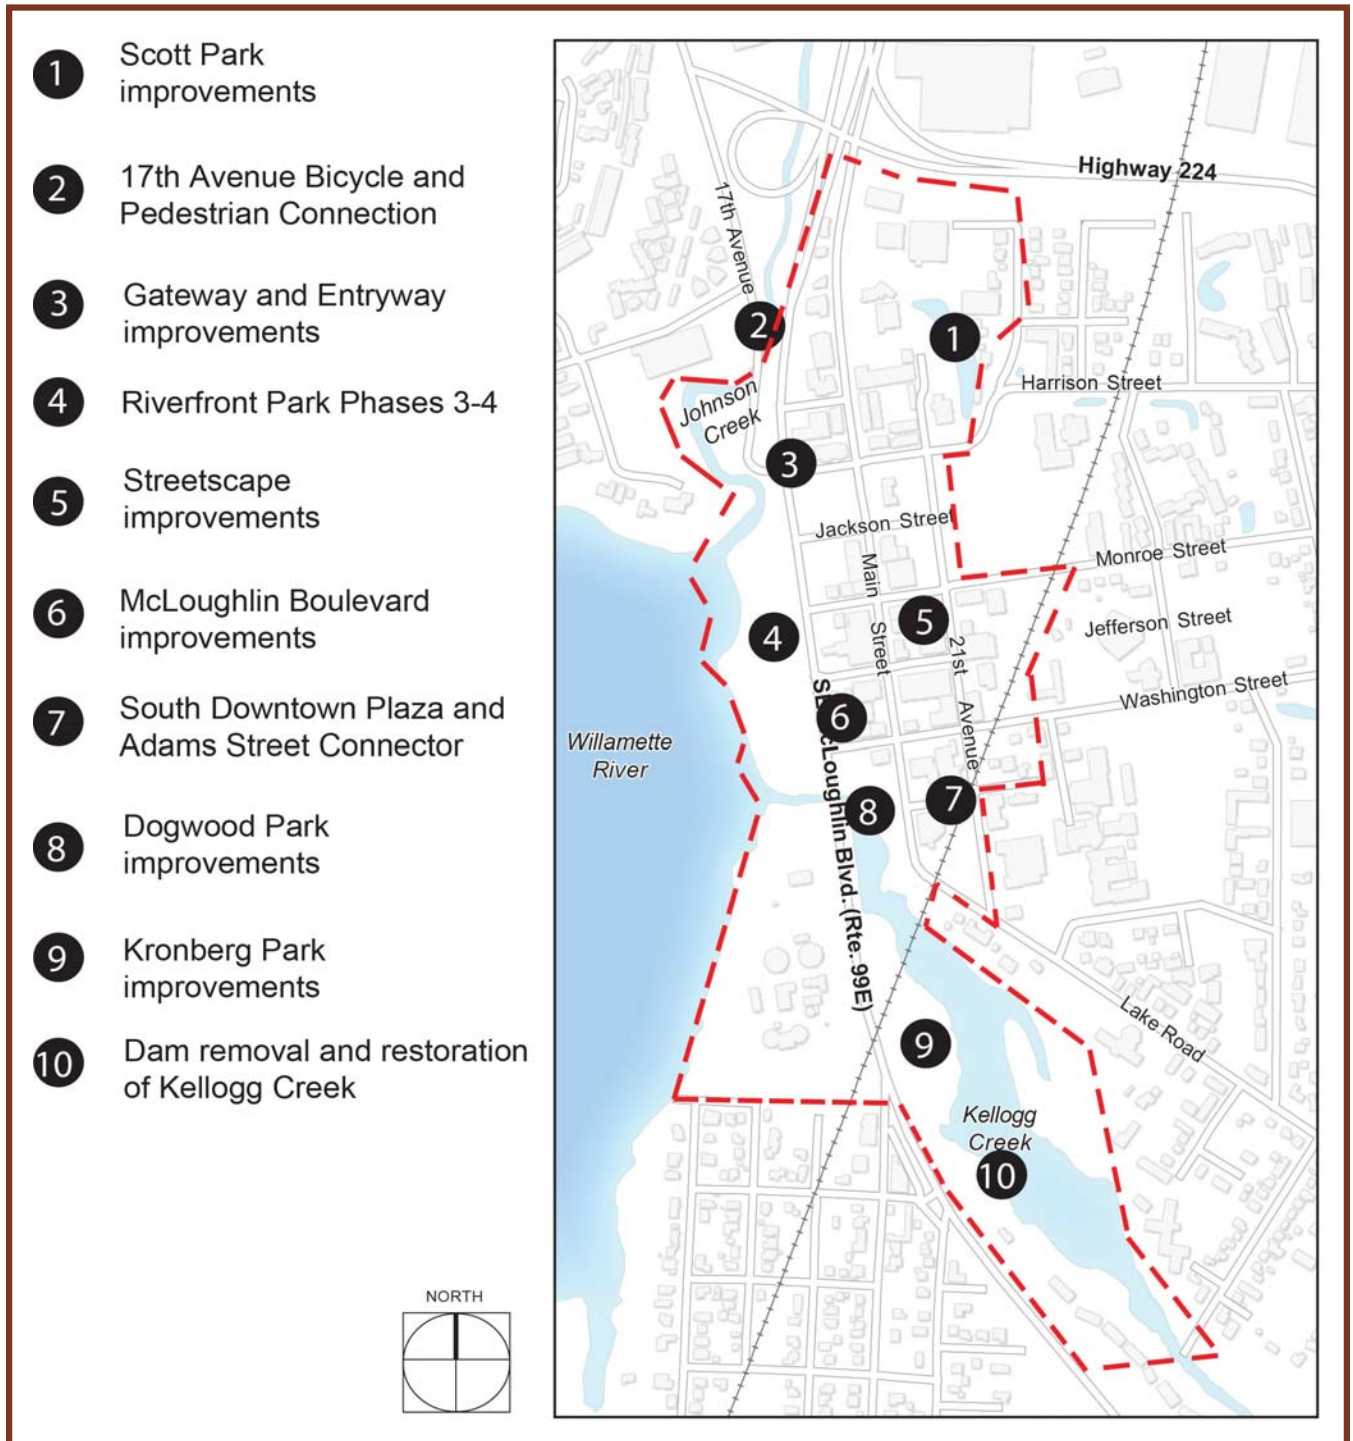 1
Scott Park
improvements
2
17th Avenue Bicycle and
Pedestrian Connection
3
Gateway and Entryway
improvements
4
Riverfront Park Phases 3-4
5
Streetscape
improvements
6
McLoughlin Boulevard
improvements
7
South Downtown Plaza and
Adams Street Connector
8
Dogwood Park
improvements
9
Kronberg Park
improvements
10
Dam removal and restoration
of Kellogg Creek
NORTH
Highway 224
17th Avenue
2
1
Harrison Street
Johnson
Creek
3
Jackson Street
Main
Street
Monroe Street
4
5
Jefferson Street
21st
Avenue
Washington Street
6
Willamette
River
McLoughlin Blvd. (Rte. 99E)
7
8
Lake Road
9
Kellogg
Creek
10